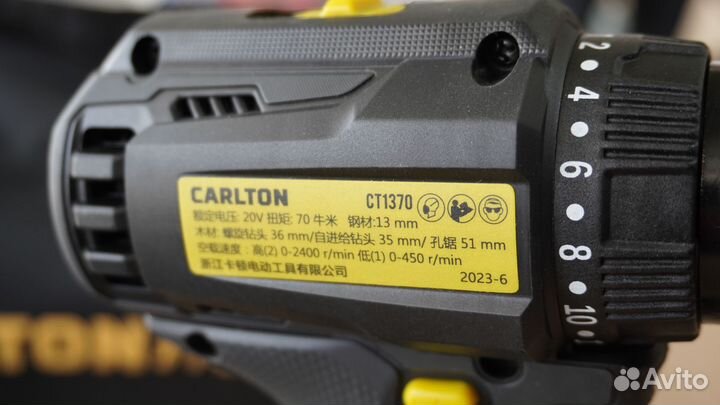 CARLTON CT1370
额定电压: 20V 扭矩: 70 牛米 钢材:13 mm
木材: 螺旋钻头 36 mm/自进给钻头 35 mm/ 孔锯 51 mm
空载速度: 高(2) 0-2400 r/min 低(1) 0-450 r/min
浙江卡顿电动工具有限公司
2023-6
2
4
6
8
10
TON
Avito